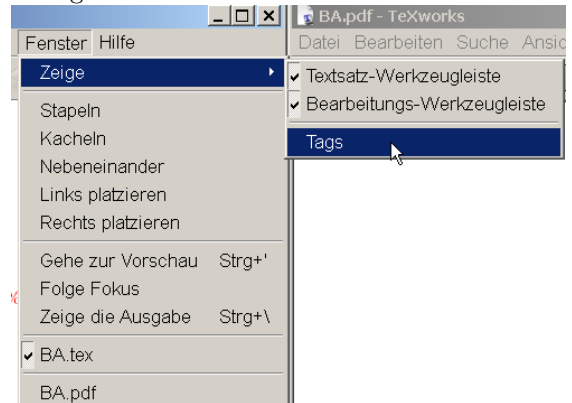 BA.pdf - TeXworks
Fenster Hilfe
Datei Bearbeiten Suche Ansic
Zeige
Textsatz-Werkzeugleiste
Bearbeitungs-Werkzeugleiste
Tags
Stapeln
Kacheln
Nebeneinander
Links platzieren
Rechts platzieren
Gehe zur Vorschau Strg+'
Folge Fokus
Zeige die Ausgabe Strg+\
BA.tex
BA.pdf